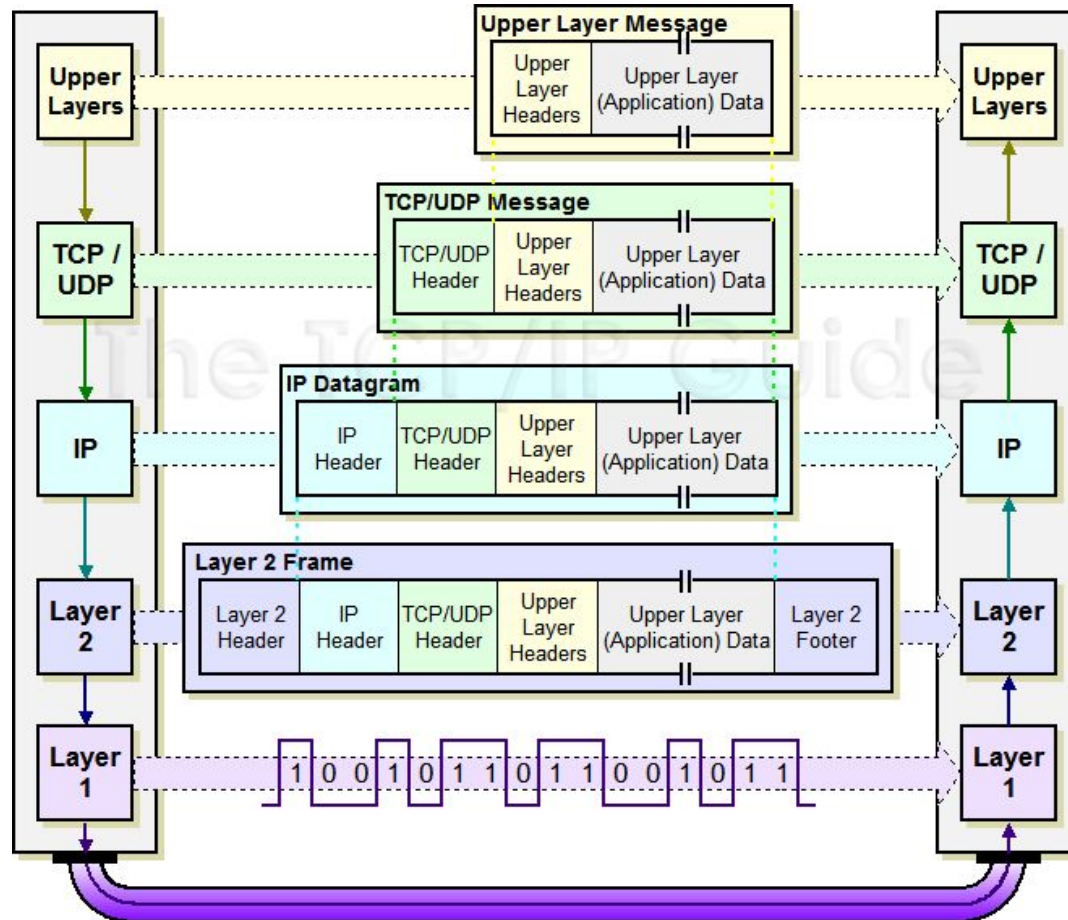 Upper Layer Message
Upper
Layers
Upper
Layer
Headers
Upper Layer
(Application) Data
Upper
Layers
TCP/UDP Message
TCP /
UDP
TCP/UDP
Header
Upper
Layer
Headers
Upper Layer
(Application) Data
TCP /
UDP
The TCP/IP Guide
IP Datagram
IP
IP
Header
TCP/UDP
Header
Upper
Layer
Headers
Upper Layer
(Application) Data
IP
Layer 2 Frame
Layer
2
Layer 2
Header
IP
Header
TCP/UDP
Header
Upper
Layer
Headers
Upper Layer
(Application) Data
Layer 2
Footer
Layer
2
Layer
1
1 0 0 1 0 1 1 0 1 1 0 0 1 0 1 1
Layer
1